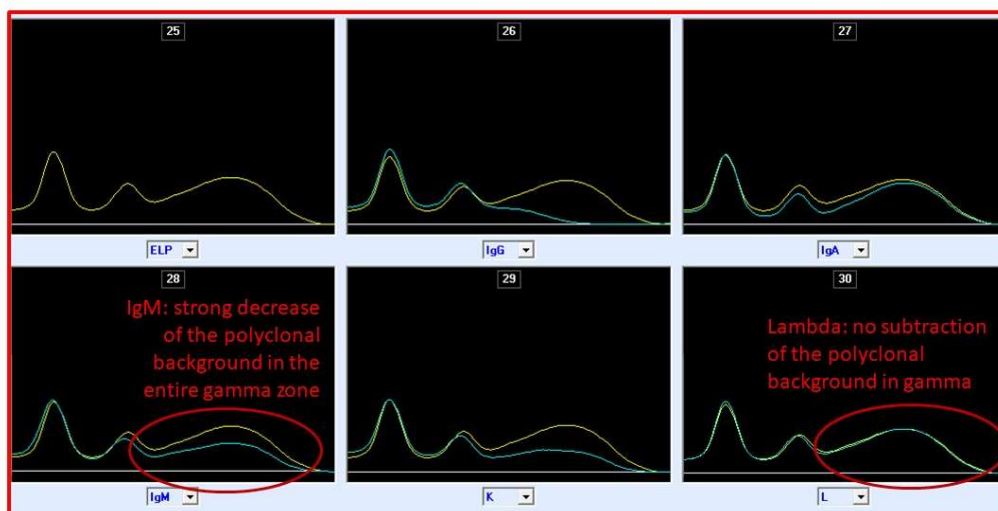 25
26
27
ELP
IgG
IgA
28
29
30
IgM: strong decrease
of the polyclonal
background in the
entire gamma zone
Lambda: no subtraction
of the polyclonal
background in gamma
IgM
K
L